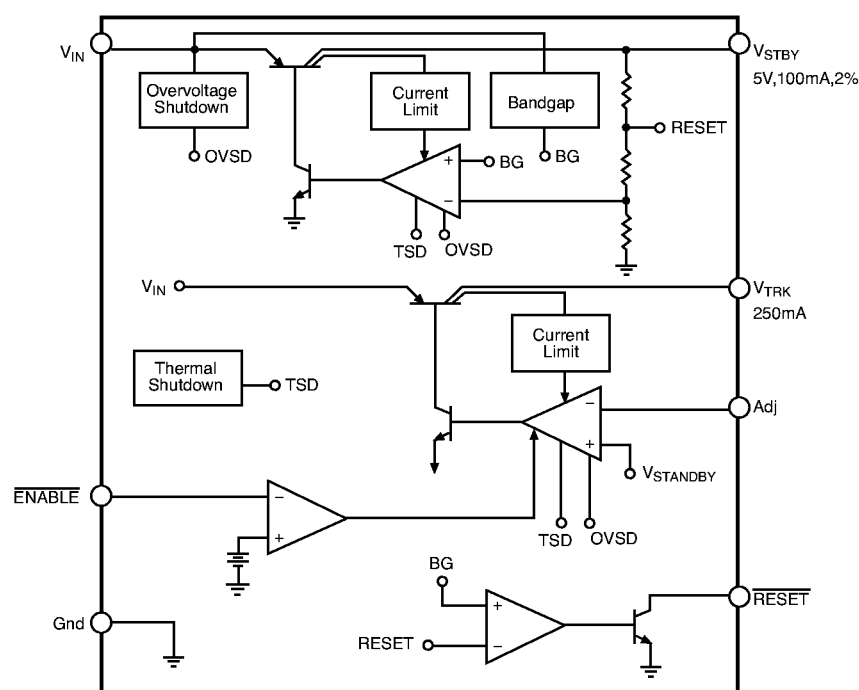 VIN
VSTBY
5V,100mA,2%
Overvoltage
Shutdown
Current
Limit
Bandgap
RESET
OVSD
+
BG
BG
−
TSD
OVSD
VIN
VTRK
250mA
Current
Limit
Thermal
Shutdown
TSD
−
Adj
+
VSTANDBY
ENABLE
−
+
TSD
OVSD
BG
+
RESET
Gnd
RESET
−